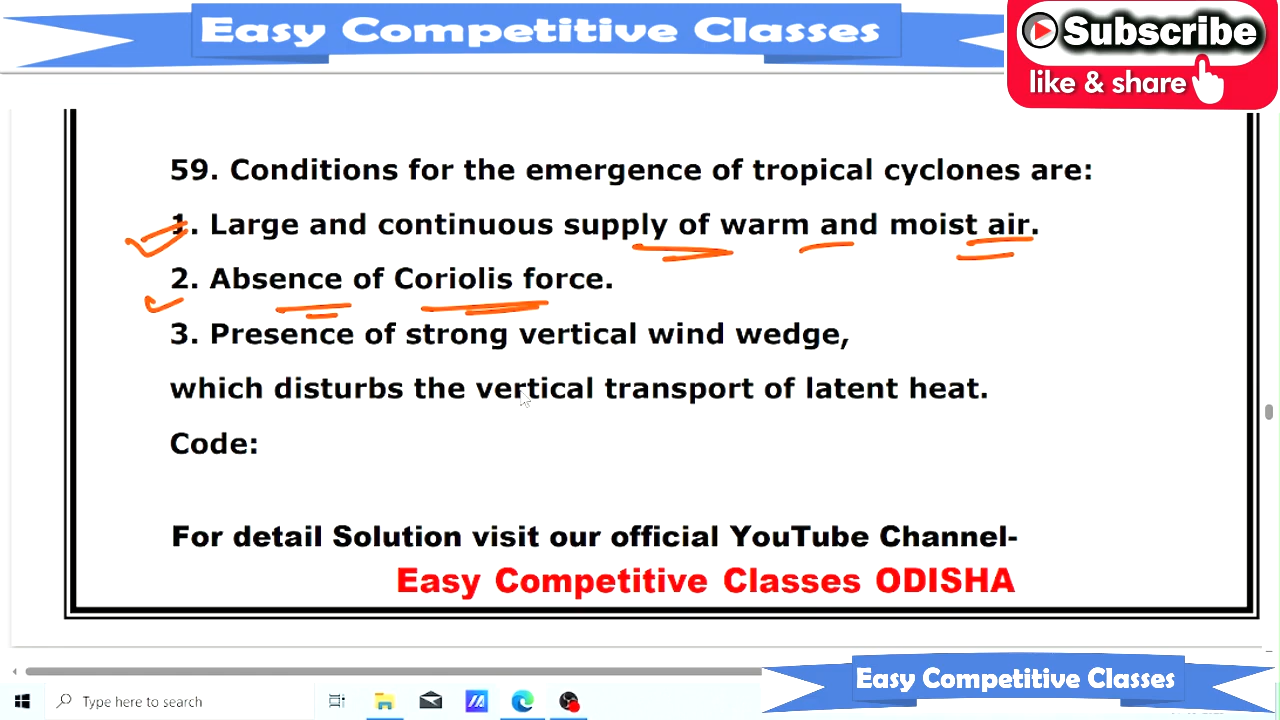 Easy Competitive Classes
Subscribe
like & share
59. Conditions for the emergence of tropical cyclones are:
1. Large and continuous supply of warm and moist air.
2. Absence of Coriolis force.
3. Presence of strong vertical wind wedge,
which disturbs the vertical transport of latent heat.
Code:
For detail Solution visit our official YouTube Channel-
Easy Competitive Classes ODISHA
Easy Competitive Classes
Type here to search